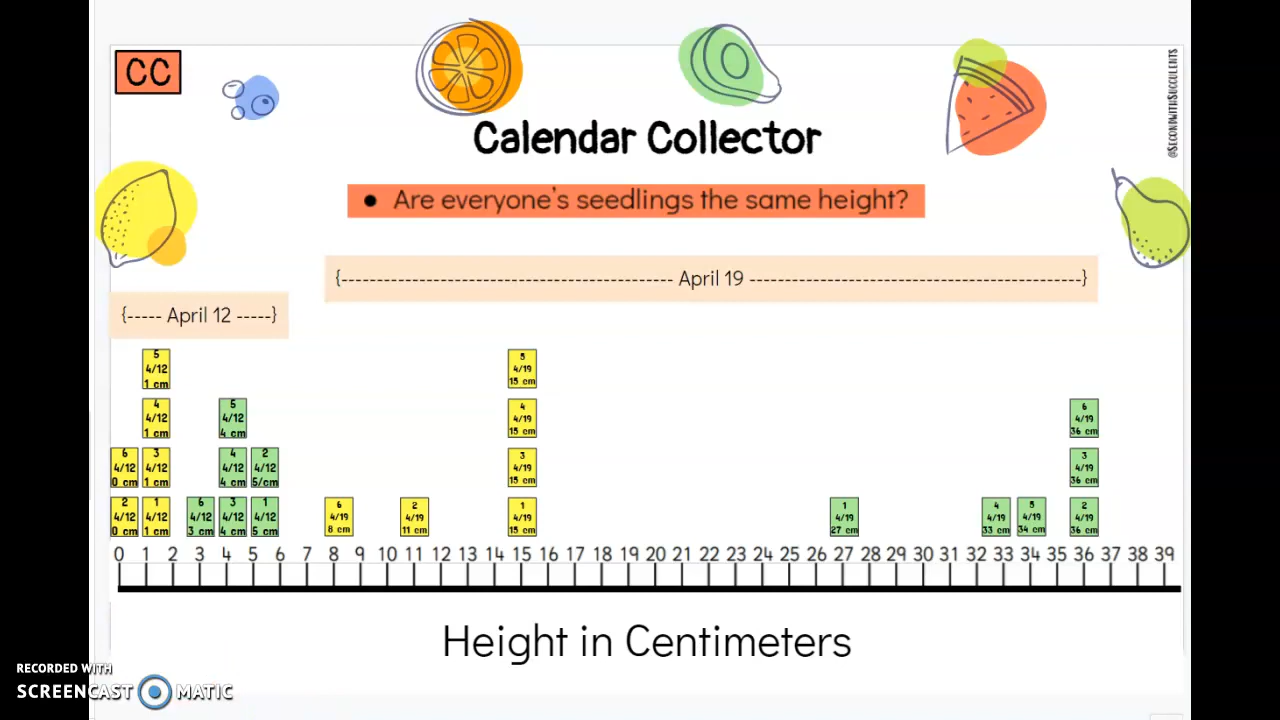 CC
@SECONDWITHSUCCULENTS
Calendar Collector
● Are everyone's seedlings the same height?
{------------------------------------------- April 19 -------------------------------------------}
{----- April 12 -----}
5 4/12 1 cm
5 4/19 15 cm
4 4/12 1 cm
5 4/12 4 cm
4 4/19 15 cm
6 4/19 36 cm
6 4/12 0 cm
3 4/12 1 cm
4 4/12 4 cm
2 4/12 5/cm
3 4/19 15 cm
3 4/19 36 cm
2 4/12 0 cm
1 4/12 1 cm
6 4/12 3 cm
3 4/12 4 cm
1 4/12 5 cm
6 4/19 8 cm
2 4/19 11 cm
1 4/19 15 cm
1 4/19 27 cm
4 4/19 33 cm
5 4/19 34 cm
2 4/19 36 cm
0 1 2 3 4 5 6 7 8 9 10 11 12 13 14 15 16 17 18 19 20 21 22 23 24 25 26 27 28 29 30 31 32 33 34 35 36 37 38 39
Height in Centimeters
RECORDED WITH
SCREENCAST MATIC